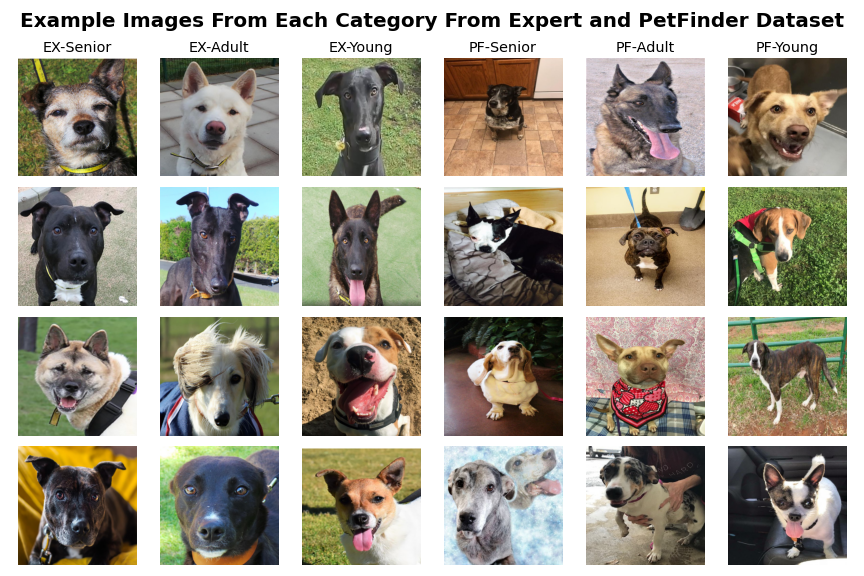 Example Images From Each Category From Expert and PetFinder Dataset
EX-Senior
EX-Adult
EX-Young
PF-Senior
PF-Adult
PF-Young